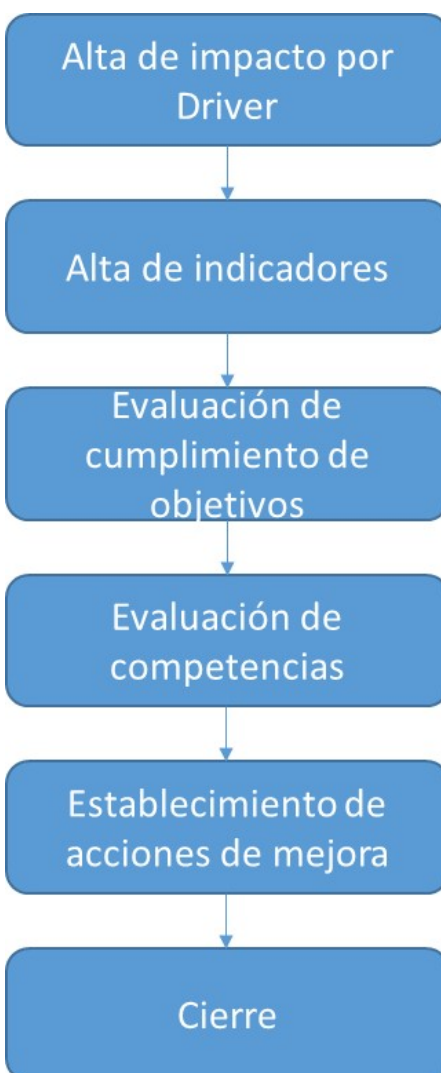 Alta de impacto por
Driver
Alta de indicadores
Evaluación de
cumplimiento de
objetivos
Evaluación de
competencias
Establecimiento de
acciones de mejora
Cierre